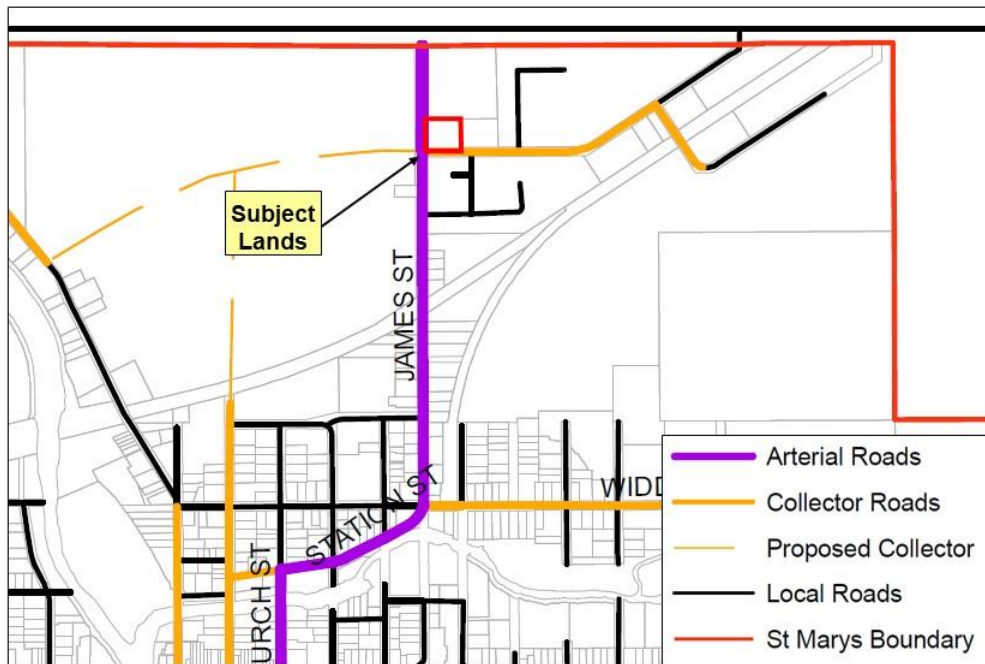 Subject
Lands
JAMES ST
STATION ST
WIDD
URCH ST
Arterial Roads
Collector Roads
Proposed Collector
Local Roads
St Marys Boundary